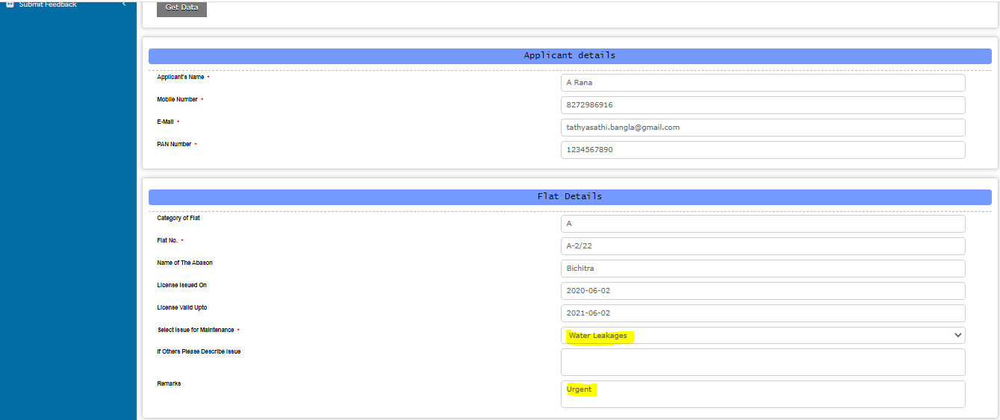 Submit Feedback
Get Data
Applicant details
Applicant's Name *
A Rana
Mobile Number *
8272986916
E-Mail *
tathyasathi.bangla@gmail.com
PAN Number *
1234567890
Flat Details
Category of Flat
A
Flat No. *
A-2/22
Name of The Abason
Bichitra
License Issued On
2020-06-02
License Valid Upto
2021-06-02
Select Issue for Maintenance *
Water Leakages
If Others Please Describe Issue
Remarks
Urgent